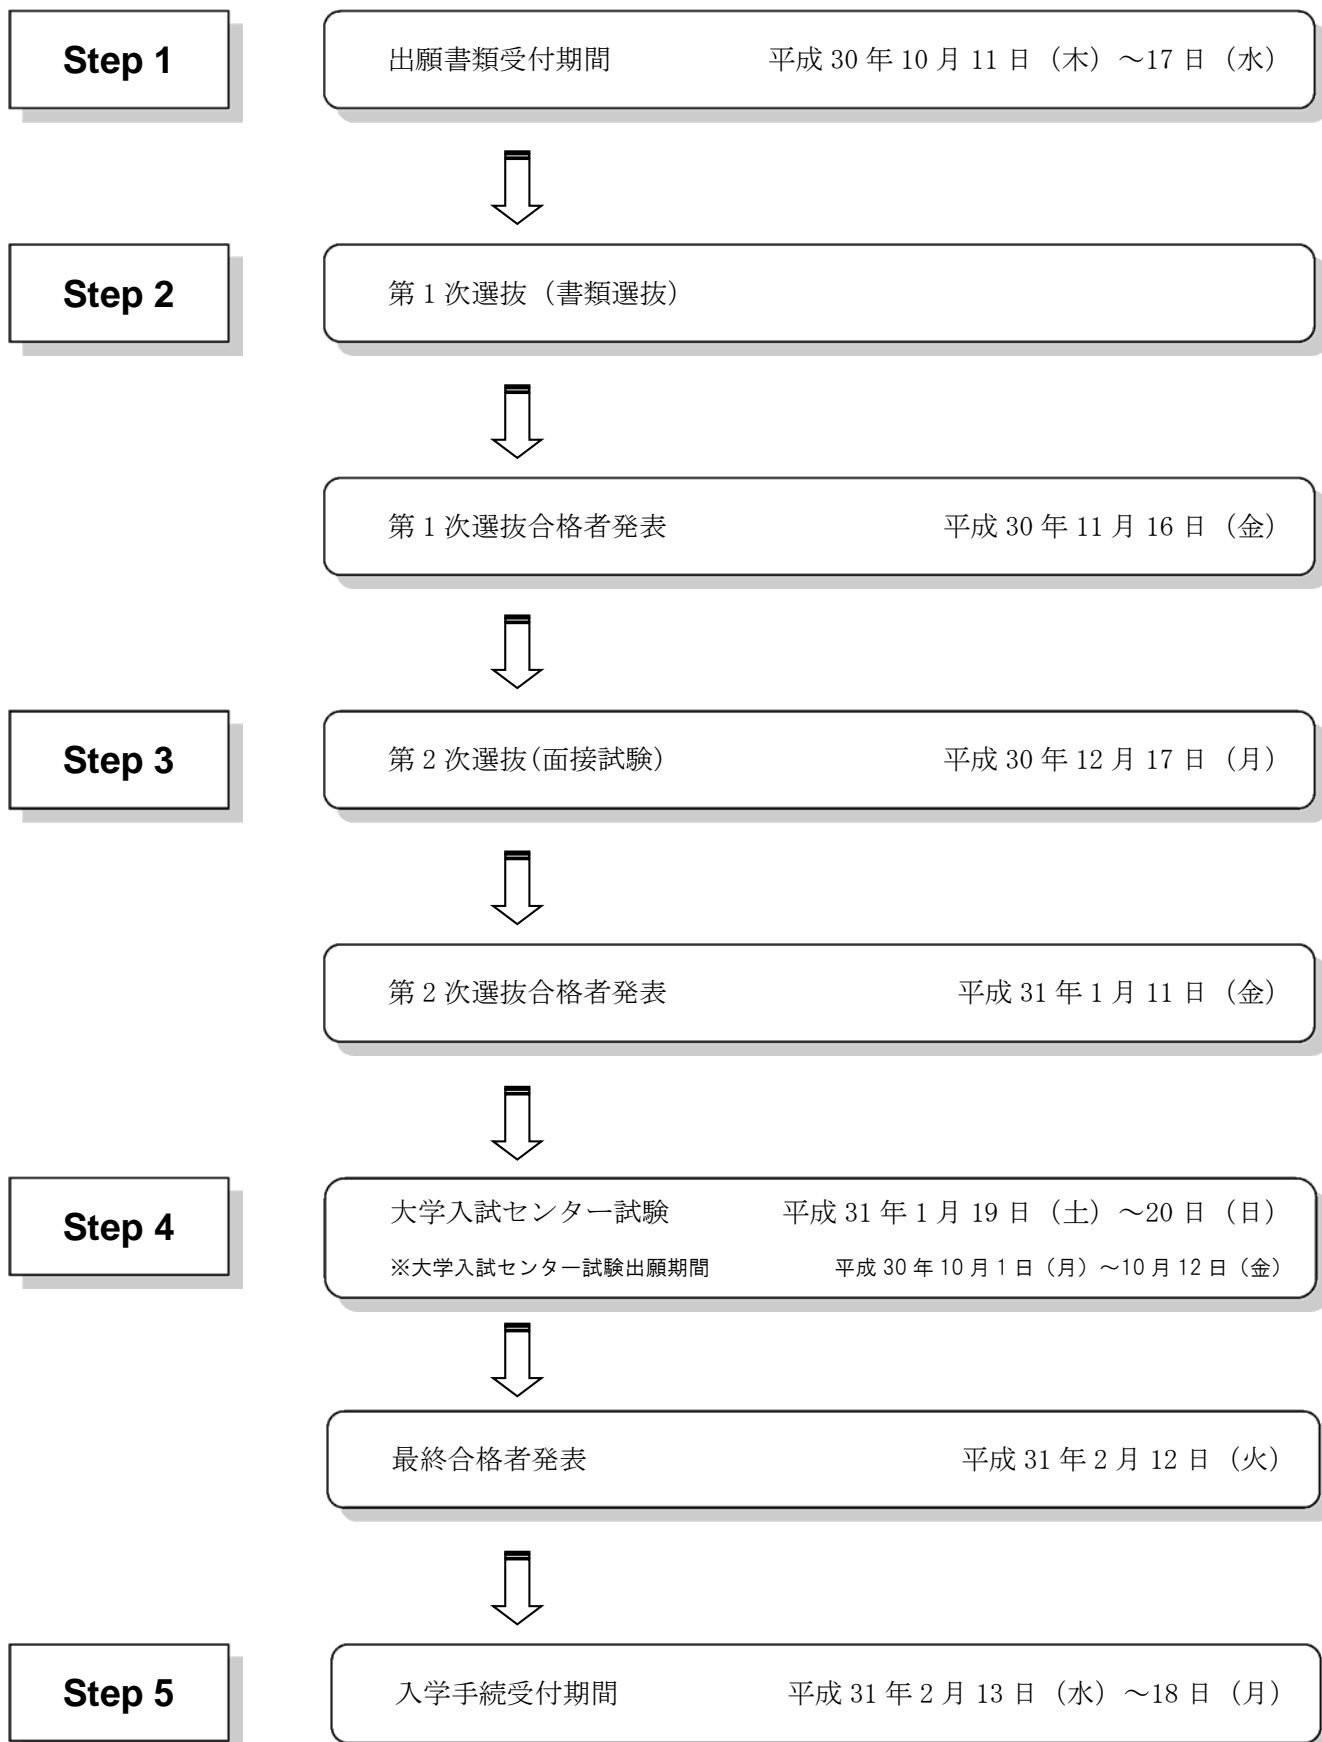 Step 1
出願書類受付期間 平成 30 年 10 月 11 日（木）～17 日（水）
Step 2
第 1 次選抜（書類選抜）
第 1 次選抜合格者発表 平成 30 年 11 月 16 日（金）
Step 3
第 2 次選抜(面接試験) 平成 30 年 12 月 17 日（月）
第 2 次選抜合格者発表 平成 31 年 1 月 11 日（金）
Step 4
大学入試センター試験 平成 31 年 1 月 19 日（土）～20 日（日）
※大学入試センター試験出願期間 平成 30 年 10 月 1 日（月）～10 月 12 日（金）
最終合格者発表 平成 31 年 2 月 12 日（火）
Step 5
入学手続受付期間 平成 31 年 2 月 13 日（水）～18 日（月）